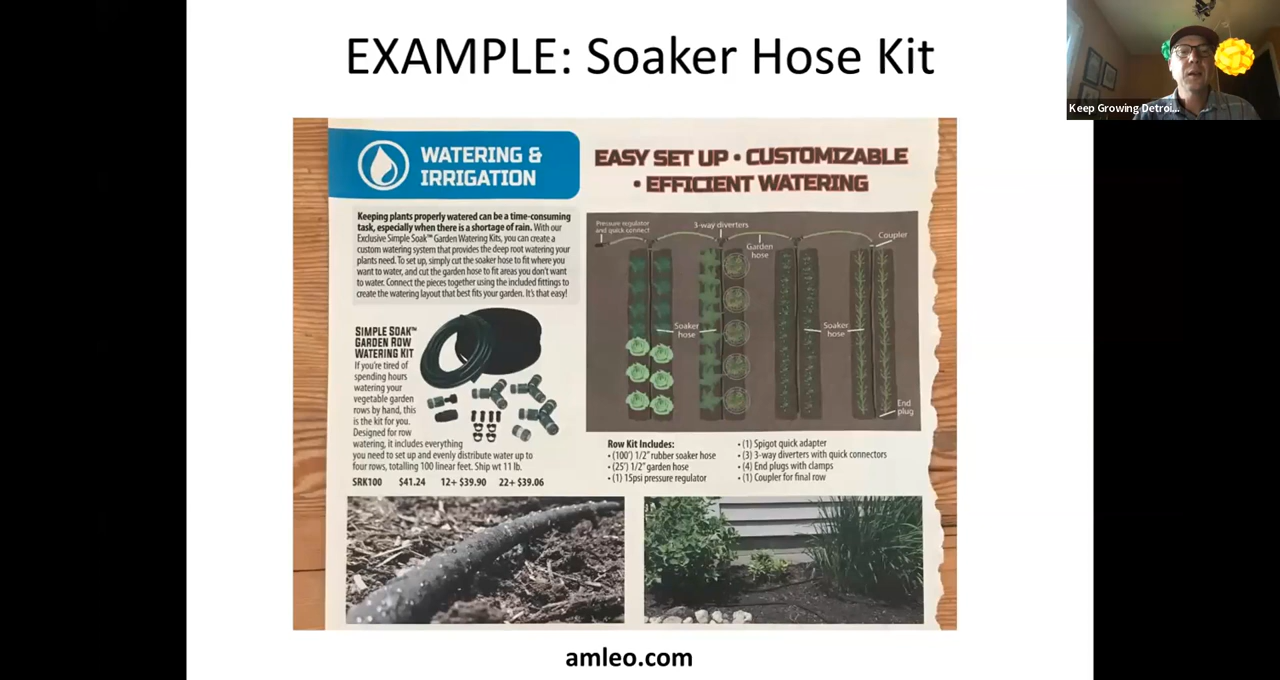 EXAMPLE: Soaker Hose Kit
Keep Growing Detroi...
WATERING &
IRRIGATION
EASY SET UP • CUSTOMIZABLE
• EFFICIENT WATERING
Keeping plants properly watered can be a time-consuming
task, especially when there is a shortage of rain. With our
Exclusive Simple Soak™ Garden Watering Kits, you can create a
custom watering system that provides the deep root watering your
plants need. To set up, simply cut the soaker hose to fit where you
want to water, and cut the garden hose to fit areas you don't want
to water. Connect the pieces together using the included fittings to
create the watering layout that best fits your garden. It's that easy!
Pressure regulator
and quick connect
3-way diverters
Garden
hose
Coupler
Soaker
hose
Soaker
hose
End
plug
SIMPLE SOAK™
GARDEN ROW
WATERING KIT
If you're tired of
spending hours
watering your
vegetable garden
rows by hand, this
is the kit for you.
Designed for row
watering, it includes everything
you need to set up and evenly distribute water up to
four rows, totalling 100 linear feet. Ship wt 11 lb.
SRK100 $41.24 12+ $39.90 22+ $39.06
Row Kit Includes:
• (100') 1/2" rubber soaker hose
• (25') 1/2" garden hose
• (1) 15psi pressure regulator
• (1) Spigot quick adapter
• (3) 3-way diverters with quick connectors
• (4) End plugs with clamps
• (1) Coupler for final row
amleo.com